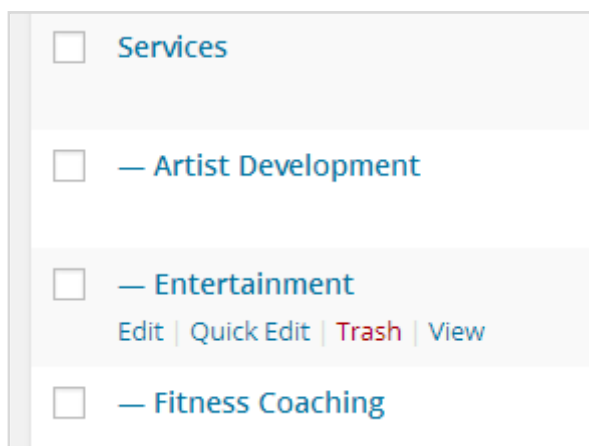 Services
— Artist Development
— Entertainment
Edit | Quick Edit | Trash | View
— Fitness Coaching